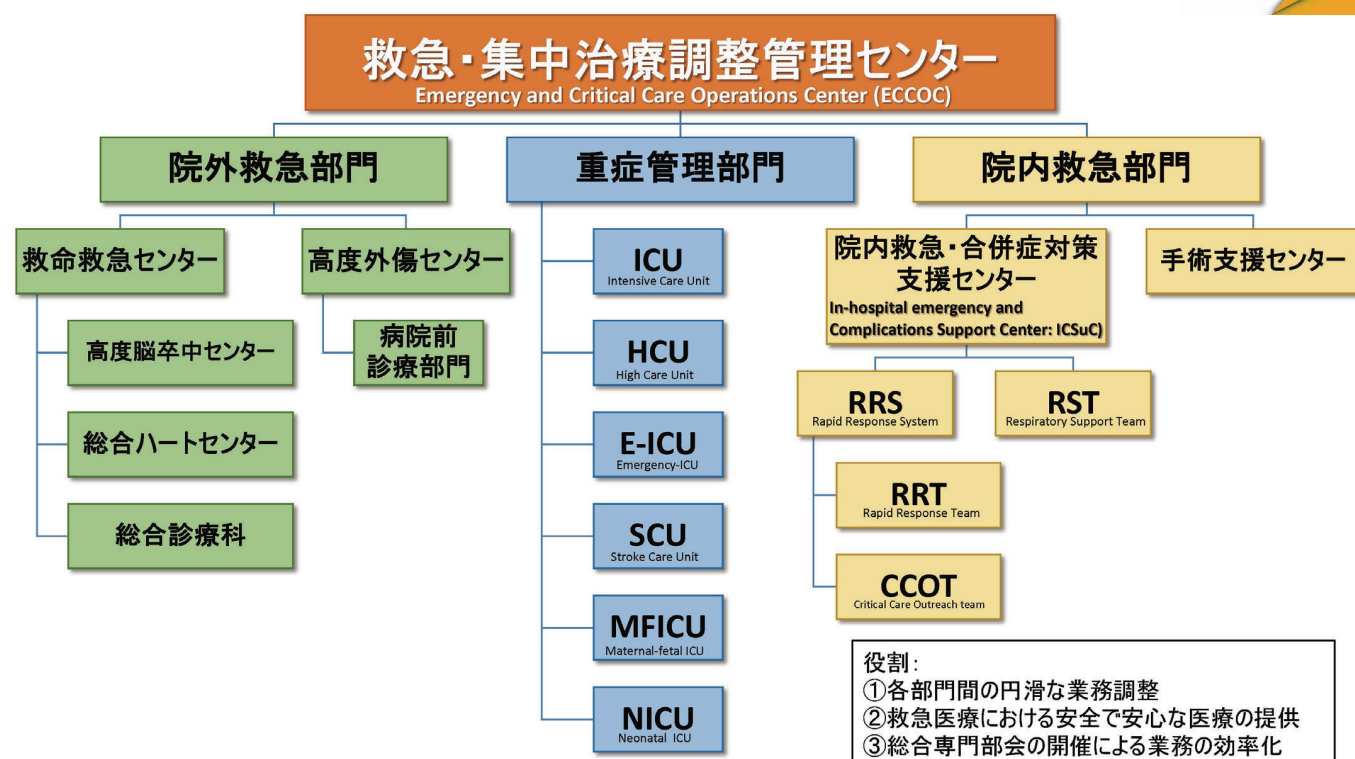 救急・集中治療調整管理センター
Emergency and Critical Care Operations Center (ECCOC)
院外救急部門
重症管理部門
院内救急部門
救命救急センター
高度外傷センター
高度脳卒中センター
総合ハートセンター
総合診療科
病院前
診療部門
ICU
Intensive Care Unit
HCU
High Care Unit
E-ICU
Emergency-ICU
SCU
Stroke Care Unit
MFICU
Maternal-fetal ICU
NICU
Neonatal ICU
院内救急・合併症対策
支援センター
In-hospital emergency and
Complications Support Center: ICSuC)
手術支援センター
RRS
Rapid Response System
RST
Respiratory Support Team
RRT
Rapid Response Team
CCOT
Critical Care Outreach team
役割：
①各部門間の円滑な業務調整
②救急医療における安全で安心な医療の提供
③総合専門部会の開催による業務の効率化